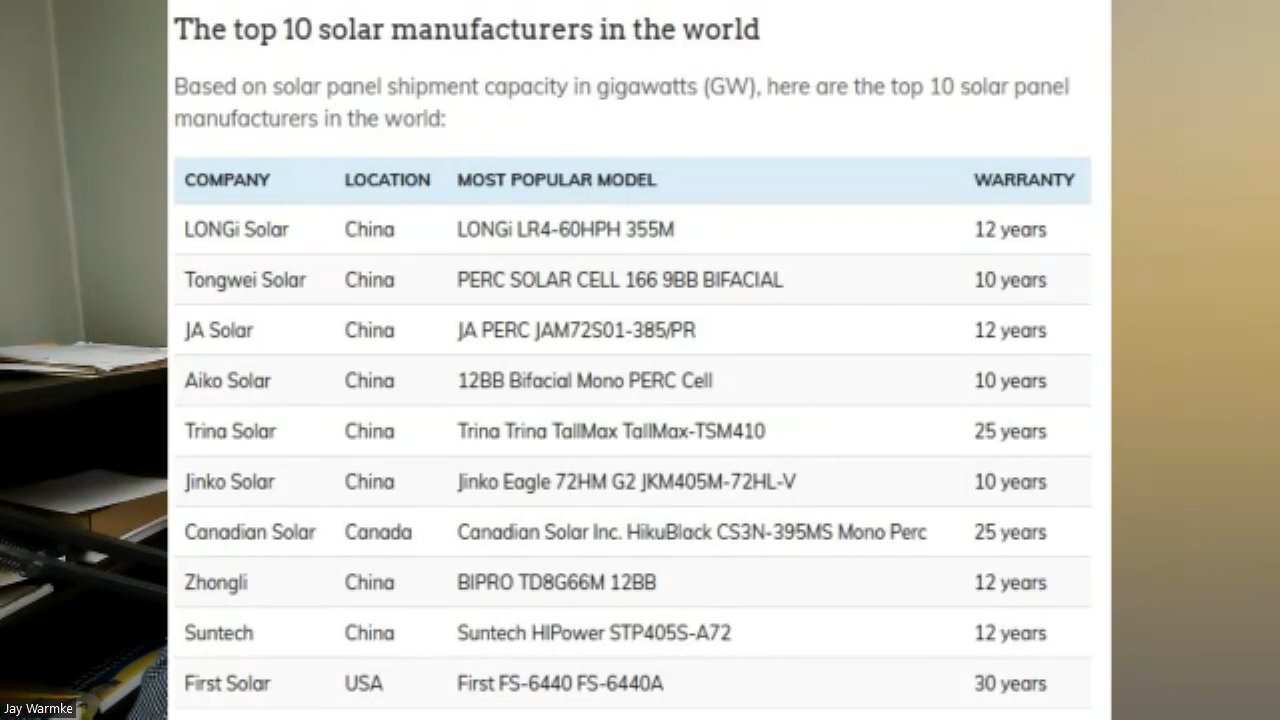 The top 10 solar manufacturers in the world
Based on solar panel shipment capacity in gigawatts (GW), here are the top 10 solar panel
manufacturers in the world:
COMPANY LOCATION MOST POPULAR MODEL WARRANTY
LONGi Solar China LONGi LR4-60HPH 355M 12 years
Tongwei Solar China PERC SOLAR CELL 166 9BB BIFACIAL 10 years
JA Solar China JA PERC JAM72S01-385/PR 12 years
Aiko Solar China 12BB Bifacial Mono PERC Cell 10 years
Trina Solar China Trina Trina TallMax TallMax-TSM410 25 years
Jinko Solar China Jinko Eagle 72HM G2 JKM405M-72HL-V 10 years
Canadian Solar Canada Canadian Solar Inc. HikuBlack CS3N-395MS Mono Perc 25 years
Zhongli China BIPRO TD8G66M 12BB 12 years
Suntech China Suntech HIPower STP405S-A72 12 years
First Solar USA First FS-6440 FS-6440A 30 years
Jay Warmke